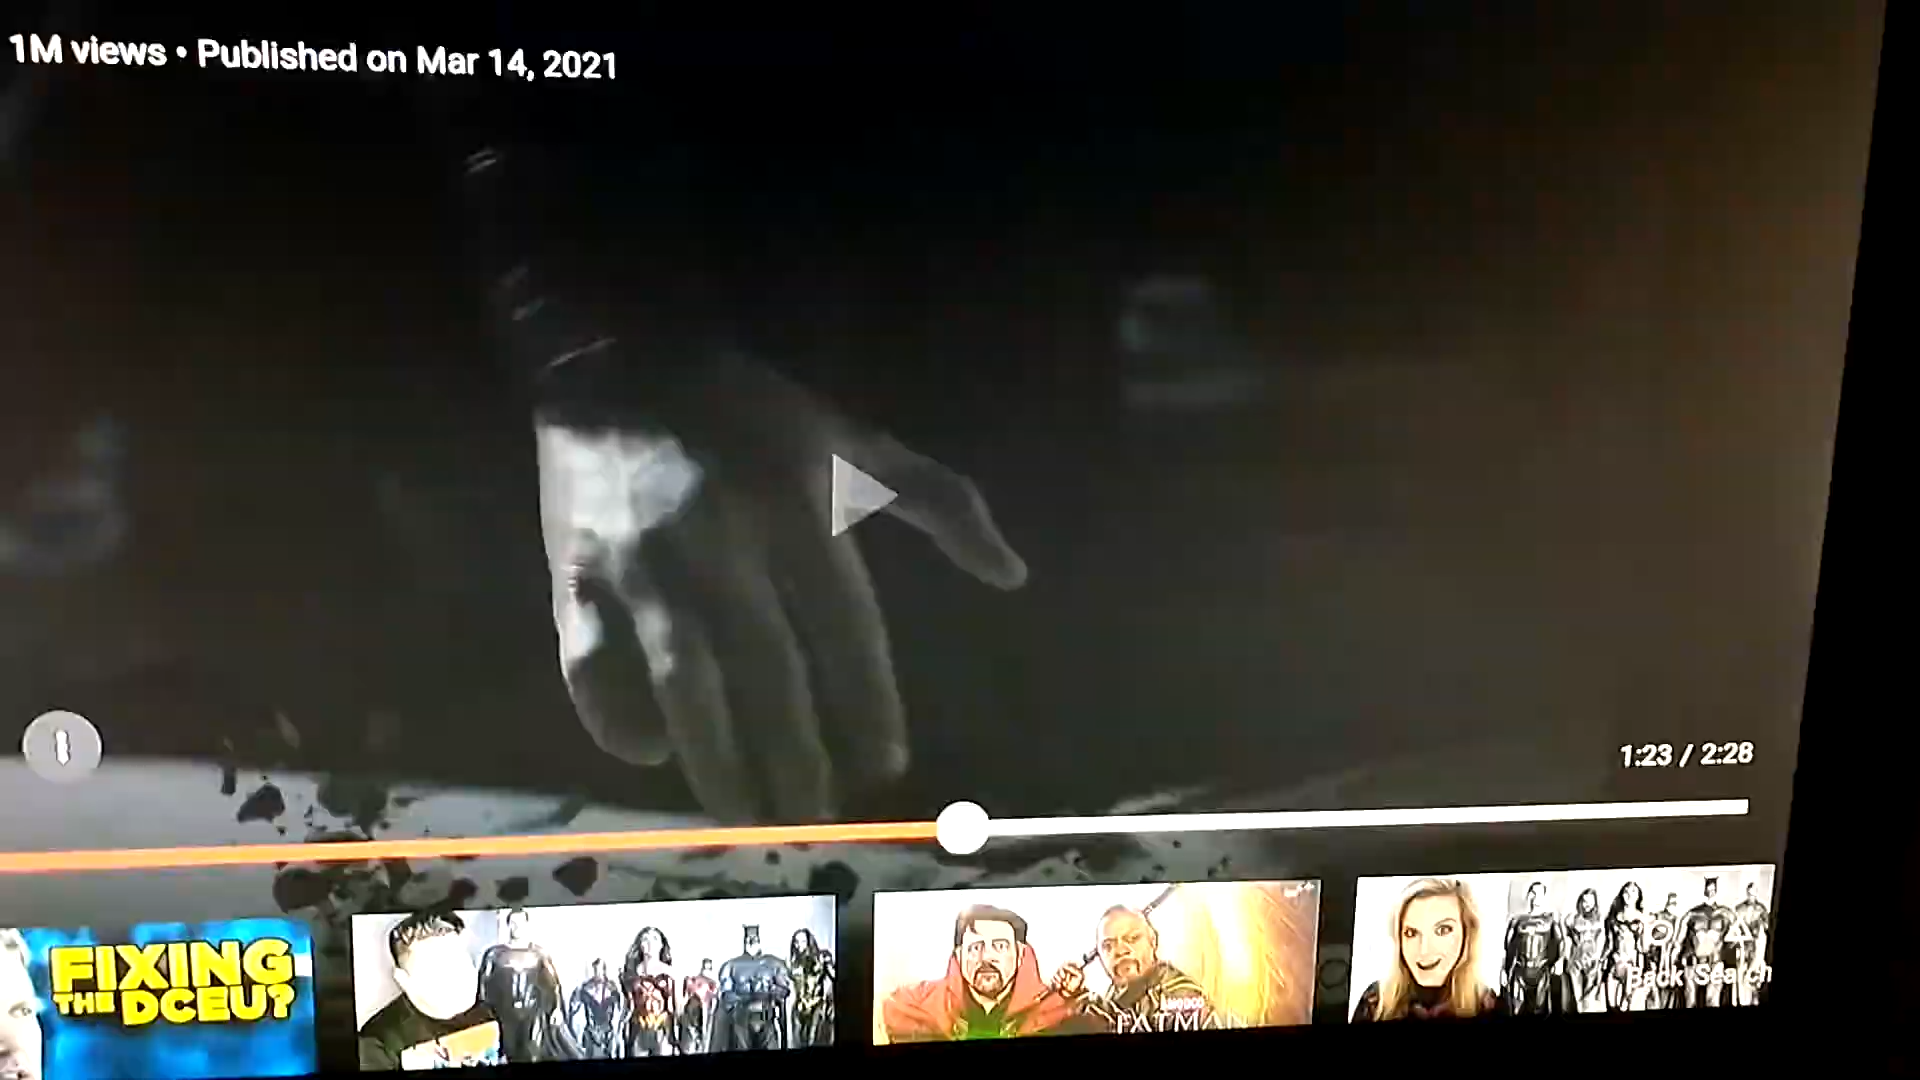 1M views • Published on Mar 14, 2021
1:23 / 2:28
FIXING
THE DCEU?
FATMAN
Back Search